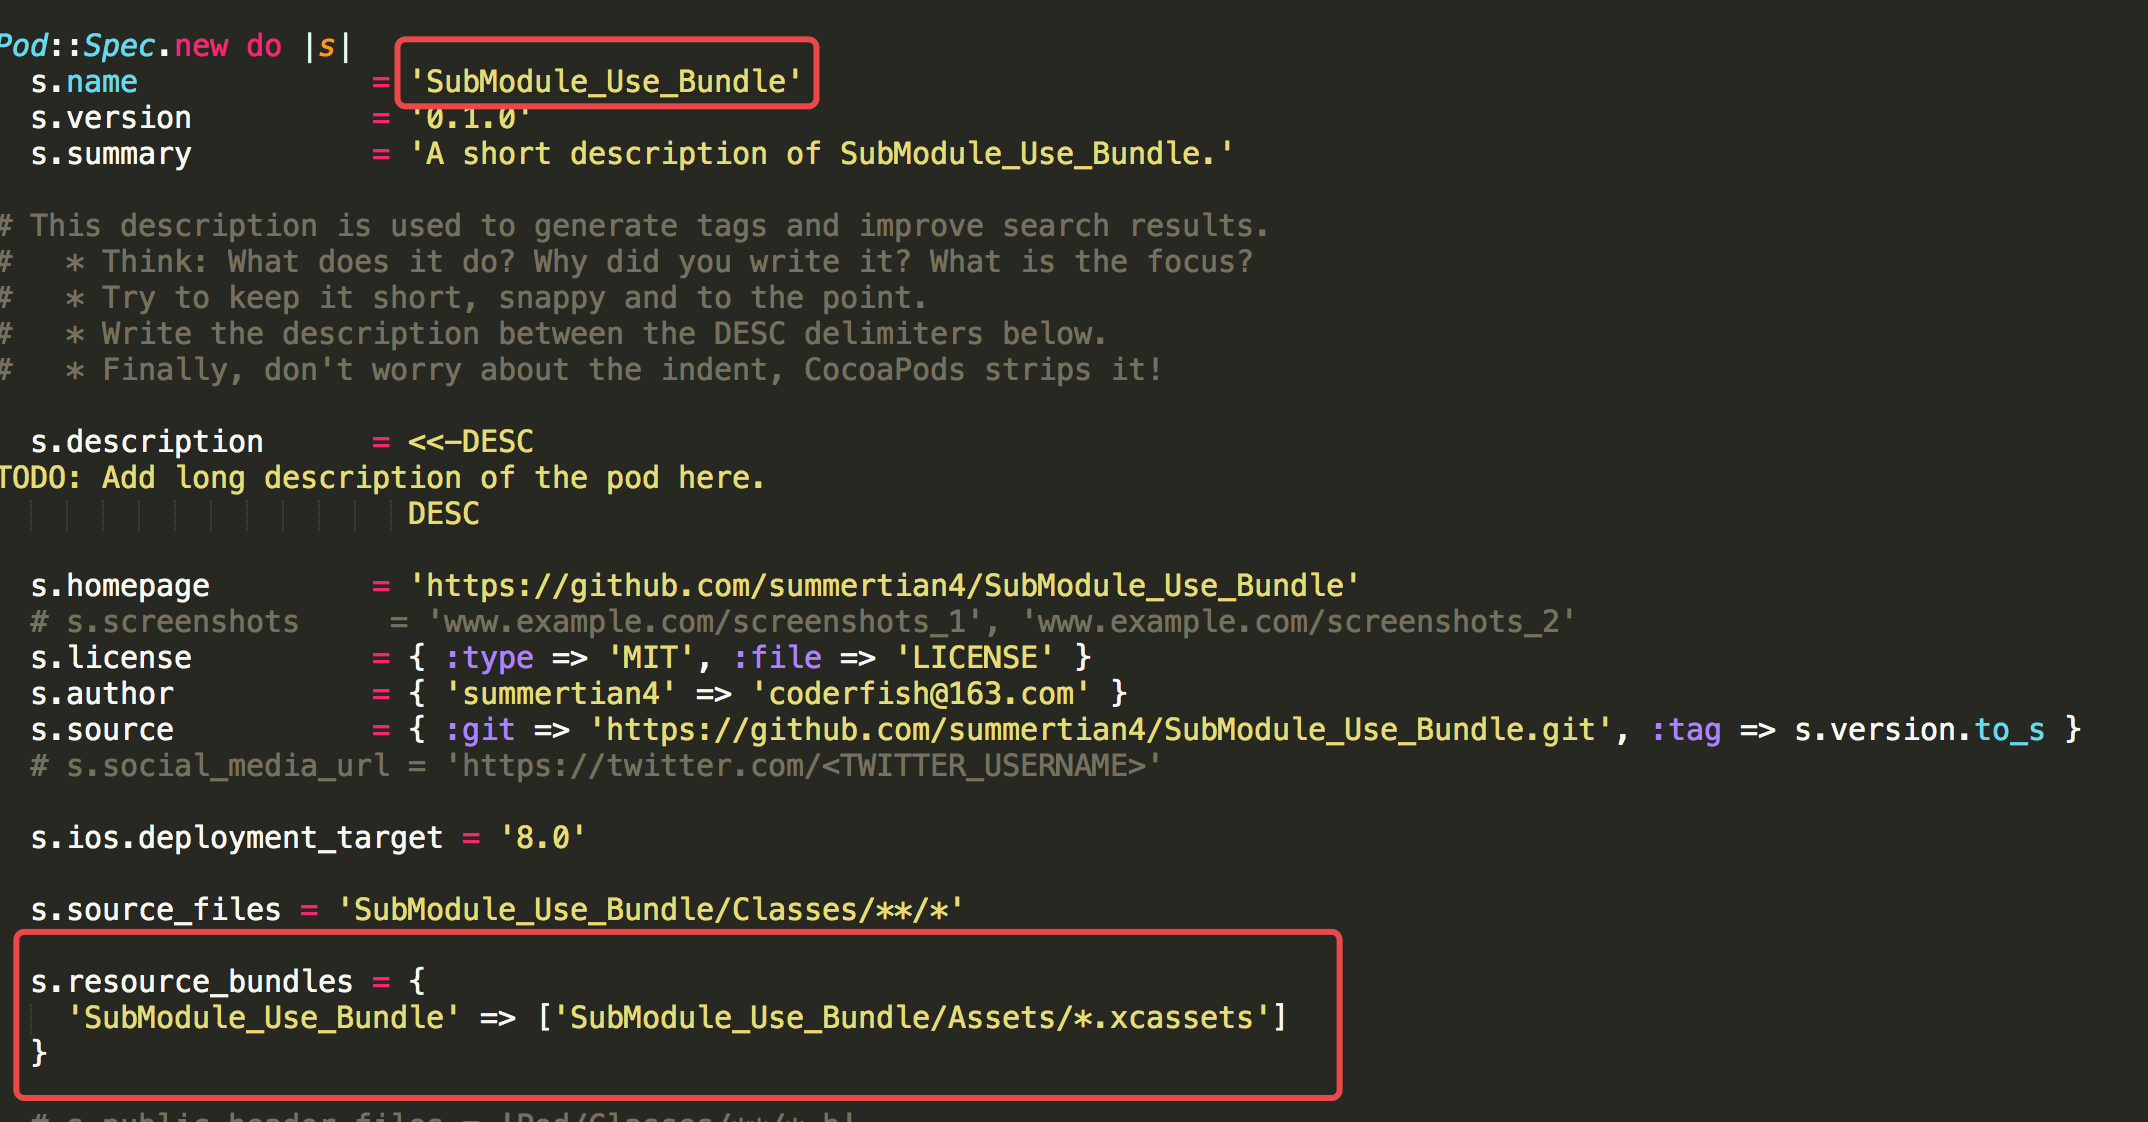 Pod::Spec.new do |s|
  s.name             = 'SubModule_Use_Bundle'
  s.version          = '0.1.0'
  s.summary          = 'A short description of SubModule_Use_Bundle.'
# This description is used to generate tags and improve search results.
#   * Think: What does it do? Why did you write it? What is the focus?
#   * Try to keep it short, snappy and to the point.
#   * Write the description between the DESC delimiters below.
#   * Finally, don't worry about the indent, CocoaPods strips it!
  s.description      = <<-DESC
TODO: Add long description of the pod here.
                       DESC
  s.homepage         = 'https://github.com/summertian4/SubModule_Use_Bundle'
  # s.screenshots     = 'www.example.com/screenshots_1', 'www.example.com/screenshots_2'
  s.license          = { :type => 'MIT', :file => 'LICENSE' }
  s.author           = { 'summertian4' => 'coderfish@163.com' }
  s.source           = { :git => 'https://github.com/summertian4/SubModule_Use_Bundle.git', :tag => s.version.to_s }
  # s.social_media_url = 'https://twitter.com/<TWITTER_USERNAME>'
  s.ios.deployment_target = '8.0'
  s.source_files = 'SubModule_Use_Bundle/Classes/**/*'
  s.resource_bundles = {
    'SubModule_Use_Bundle' => ['SubModule_Use_Bundle/Assets/*.xcassets']
  }
  # s.public_header_files = 'Pod/Classes/**/*.h'